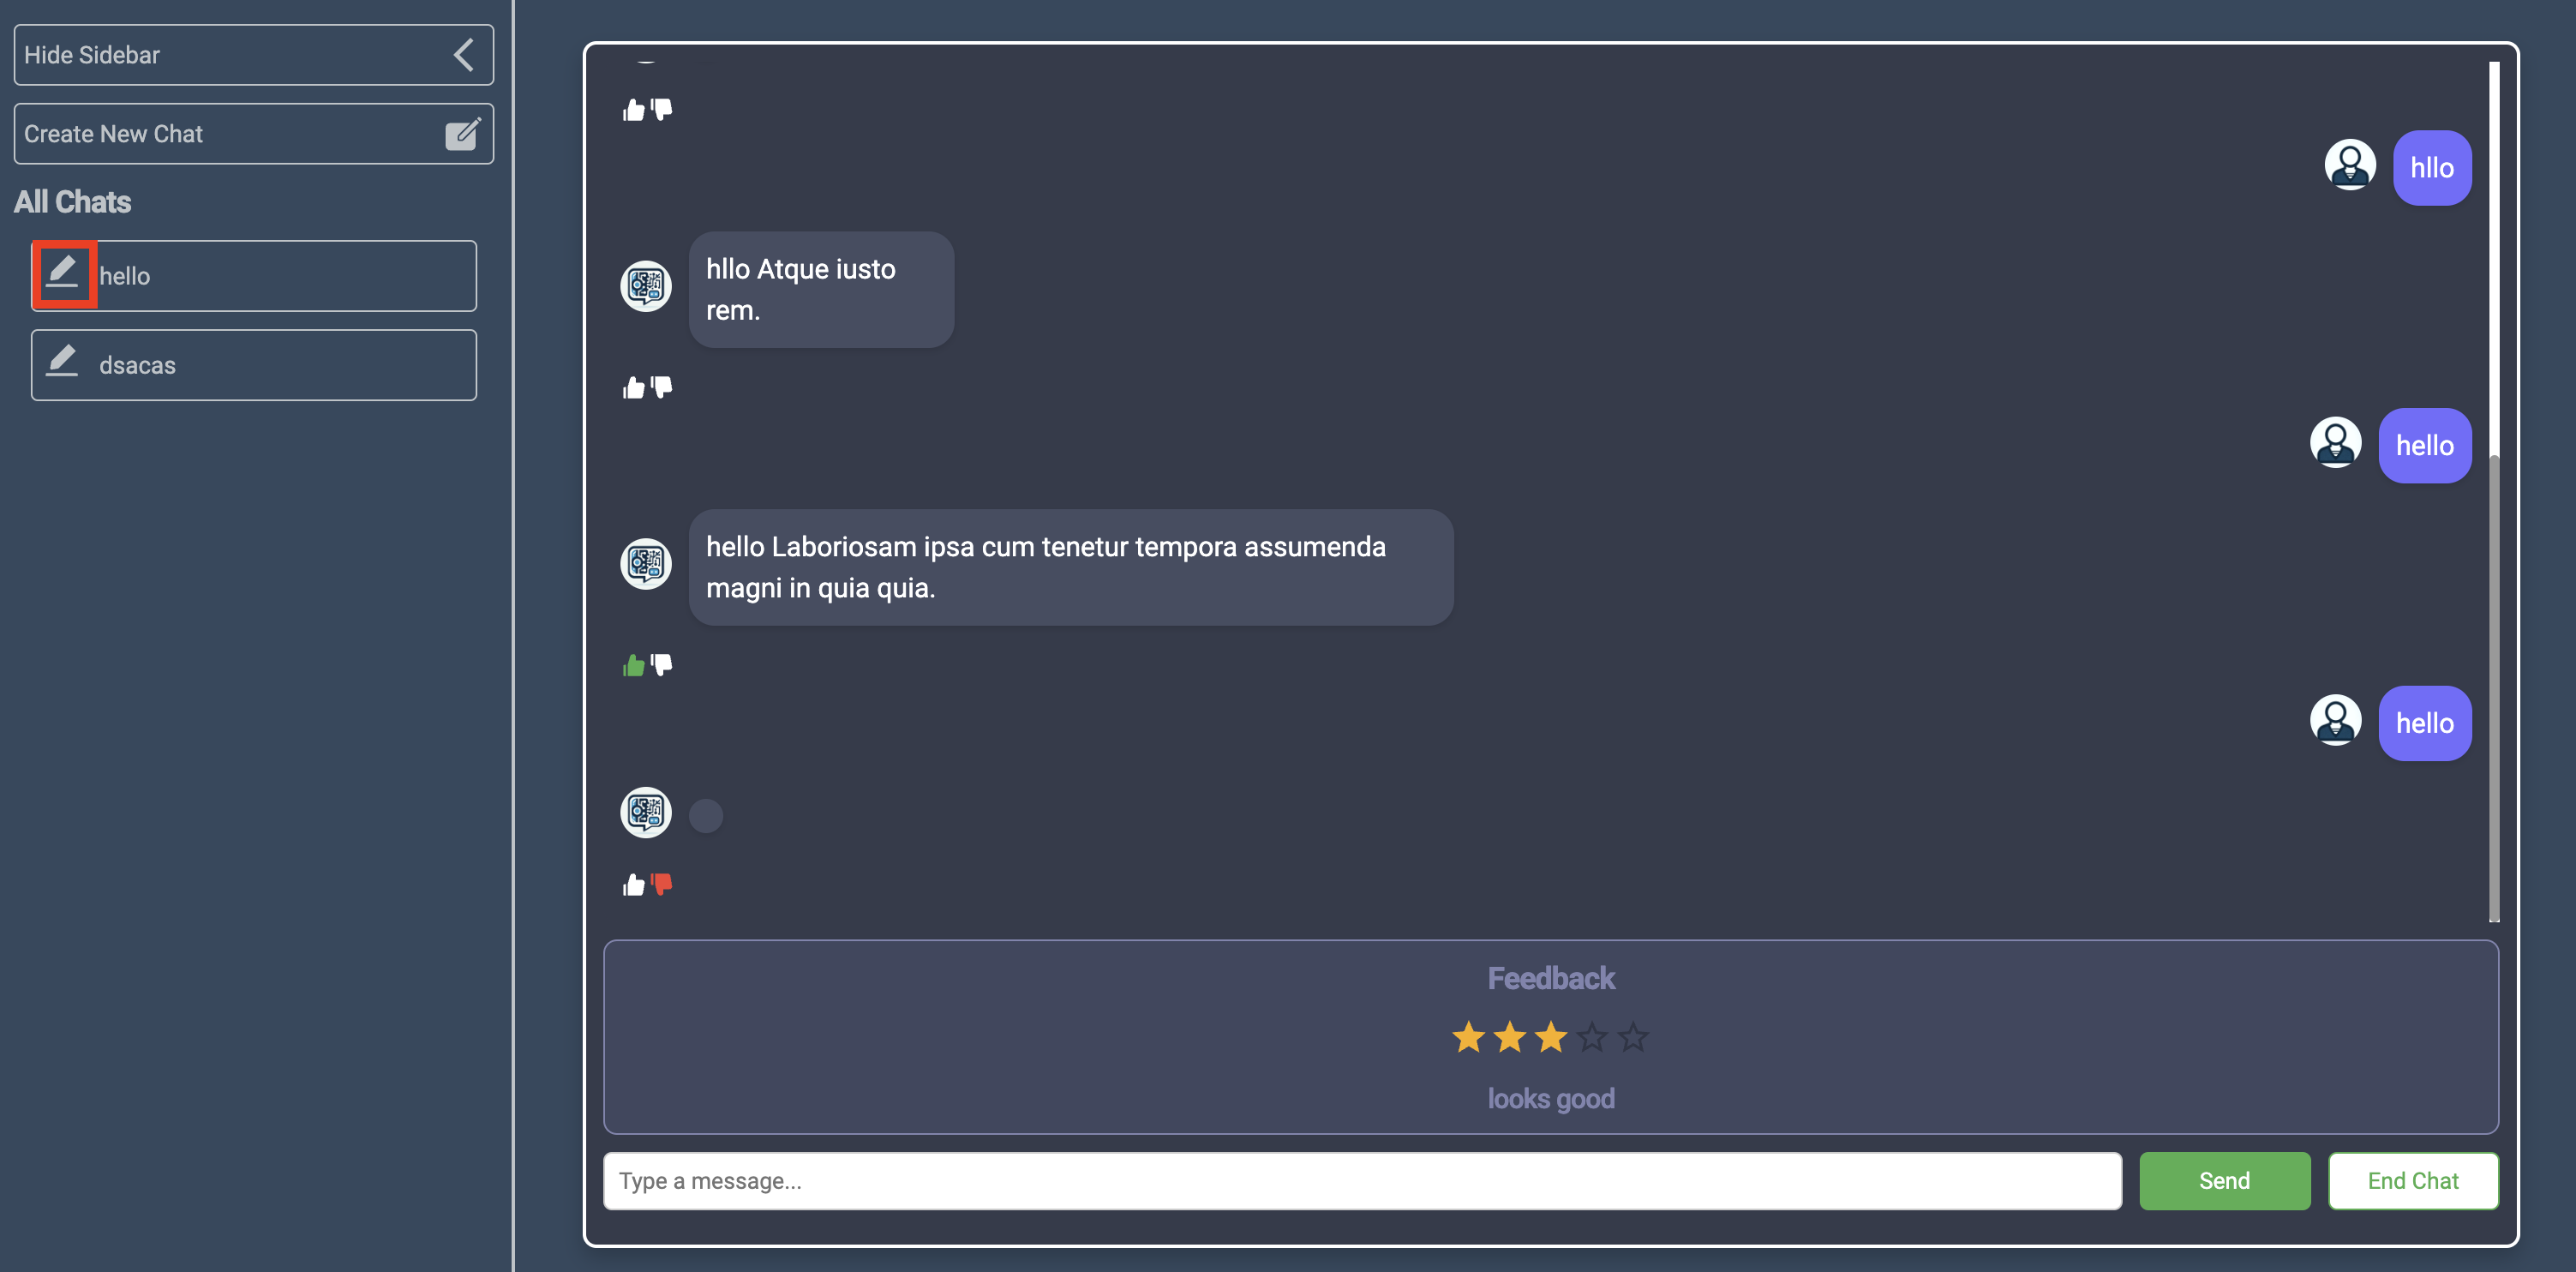 Hide Sidebar
Create New Chat
All Chats
hello
dsacas
hllo
hllo Atque iusto
rem.
hello
hello Laboriosam ipsa cum tenetur tempora assumenda
magni in quia quia.
hello
Feedback
looks good
Type a message...
Send
End Chat